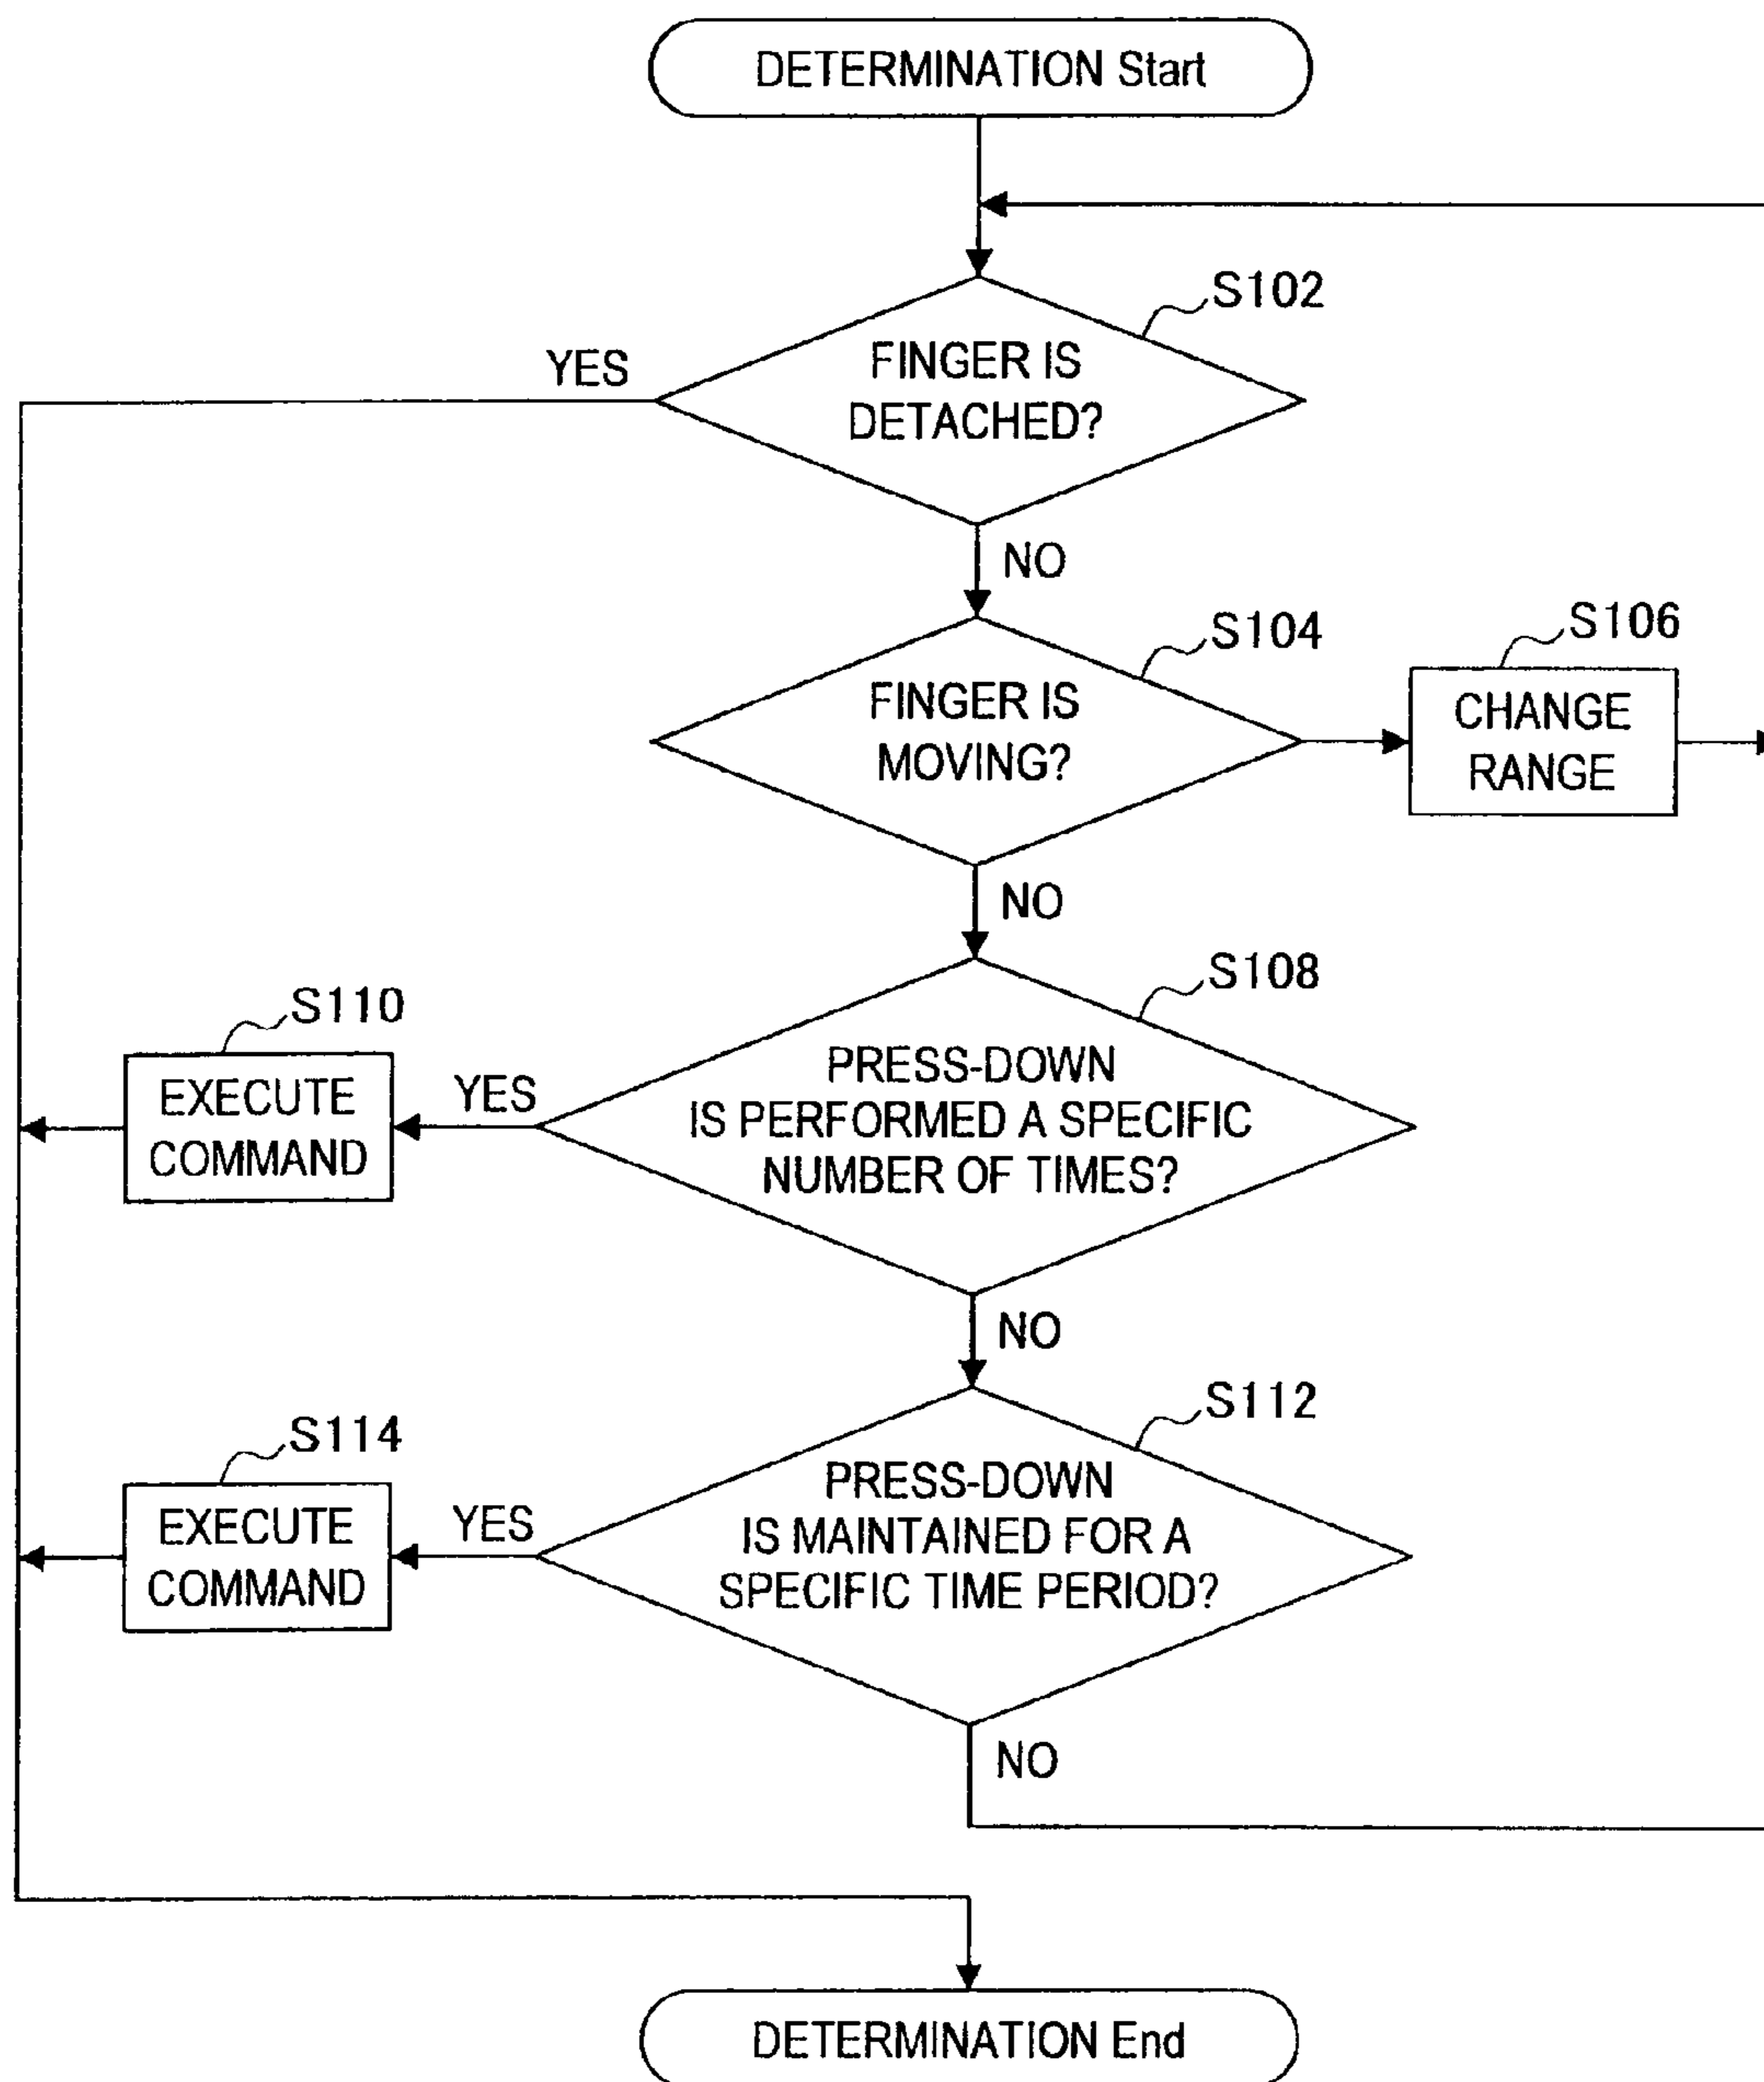 DETERMINATION Start
S102
YES
FINGER IS
DETACHED?
NO
S104
S106
FINGER IS
MOVING?
CHANGE
RANGE
NO
S108
S110
PRESS-DOWN
IS PERFORMED A SPECIFIC
NUMBER OF TIMES?
YES
EXECUTE
COMMAND
NO
S112
S114
PRESS-DOWN
IS MAINTAINED FOR A
SPECIFIC TIME PERIOD?
YES
EXECUTE
COMMAND
NO
DETERMINATION End